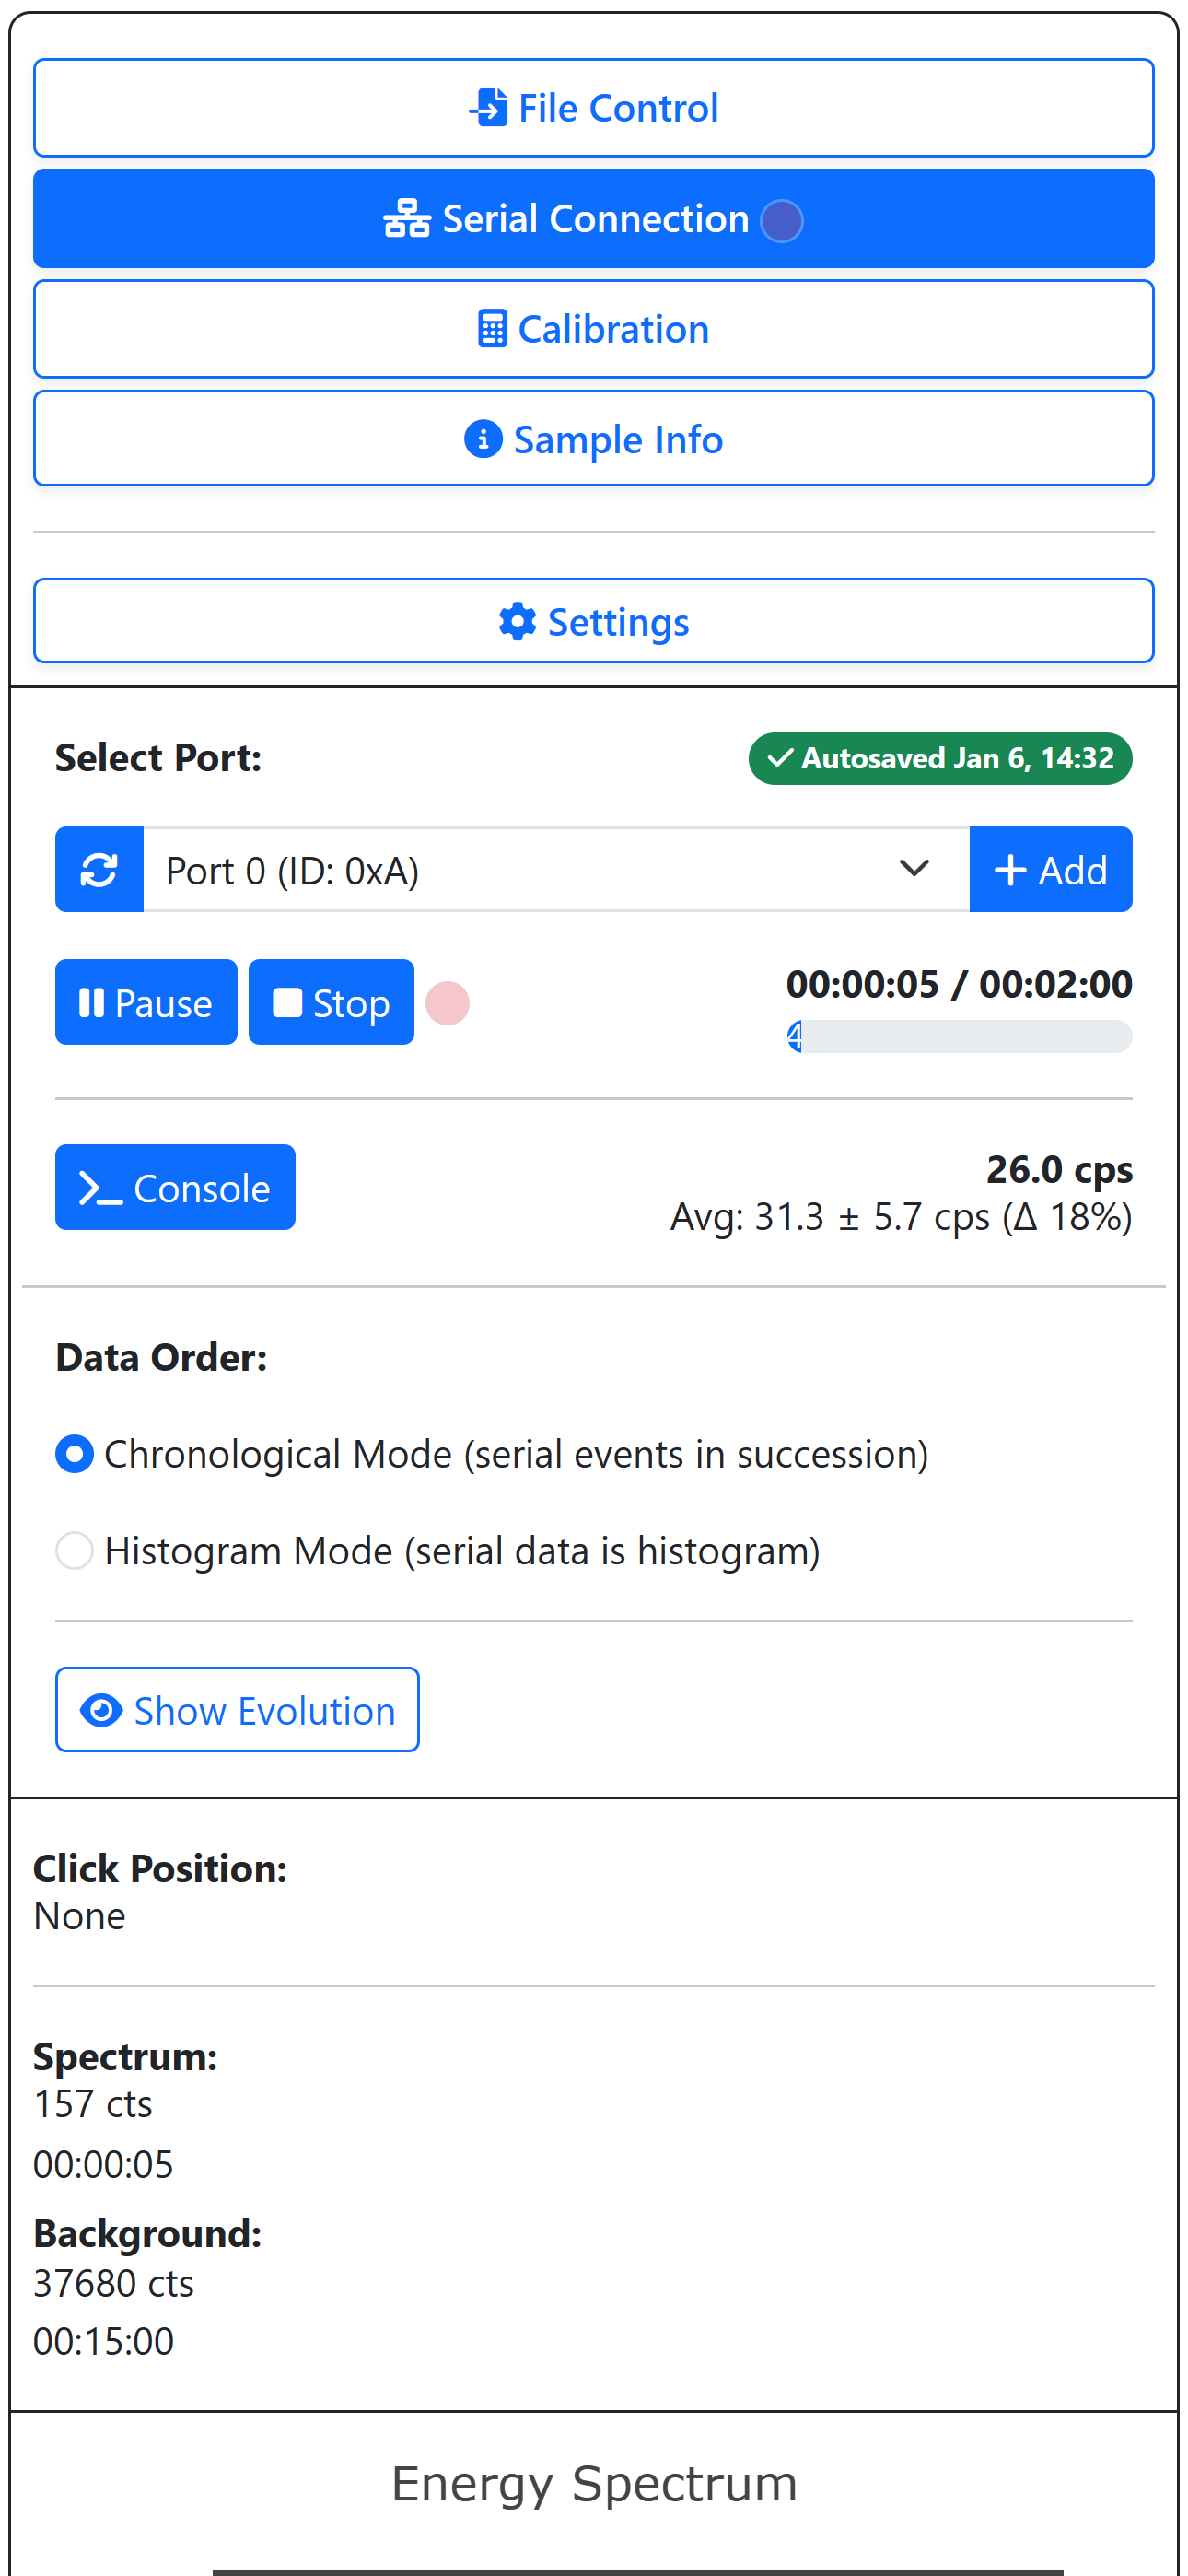 File Control
Serial Connection
Calibration
Sample Info
Settings
Select Port:
Autosaved Jan 6, 14:32
Port 0 (ID: 0xA)
Add
Pause
Stop
00:00:05 / 00:02:00
4
Console
26.0 cps
Avg: 31.3 ± 5.7 cps (Δ 18%)
Data Order:
Chronological Mode (serial events in succession)
Histogram Mode (serial data is histogram)
Show Evolution
Click Position:
None
Spectrum:
157 cts
00:00:05
Background:
37680 cts
00:15:00
Energy Spectrum